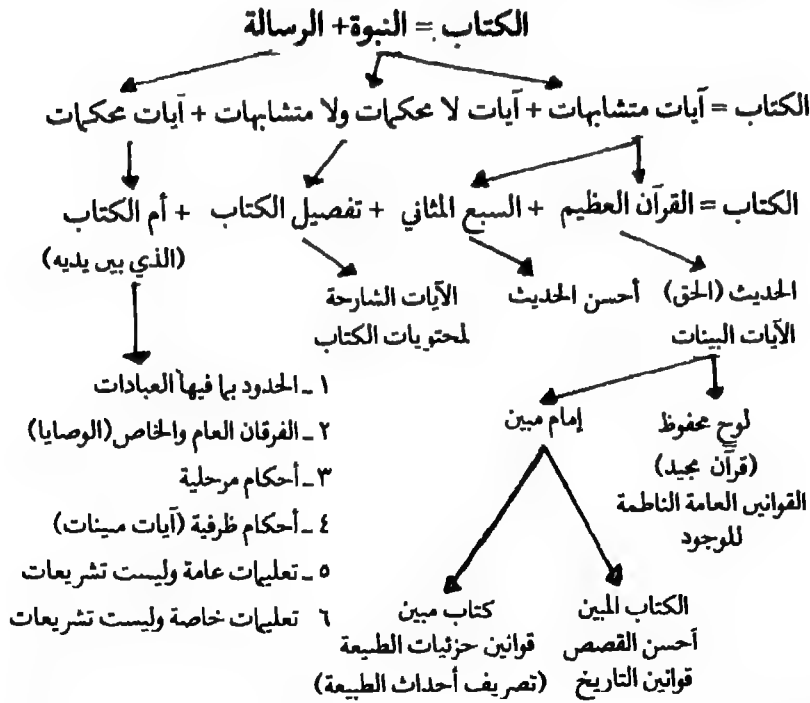 الكتاب = النبوة + الرسالة
الكتاب = آيات متشابهات + آيات لا محكمات ولا متشابهات + آيات محكمات
الكتاب = القرآن العظيم + السبع المثاني + تفصيل الكتاب + أم الكتاب
(الذي بين يديه)
الحديث (الحق)
الآيات البينات
أحسن الحديث
الآيات الشارحة
لمحتويات الكتاب
١ ـ الحدود بما فيها العبادات
٢ ـ الفرقان العام والخاص (الوصايا)
٣ ـ أحكام مرحلية
٤ ـ أحكام ظرفية (آيات مبينات)
٥ ـ تعليمات عامة وليست تشريعات
٦ تعليمات خاصة وليست تشريعات
لوح محفوظ
=
(قرآن مجيد)
القوانين العامة الناظمة
للوجود
إمام مبين
الكتاب المبين
أحسن القصص
قوانين التاريخ
كتاب مبين
قوانين جزئيات الطبيعة
(تصريف أحداث الطبيعة)